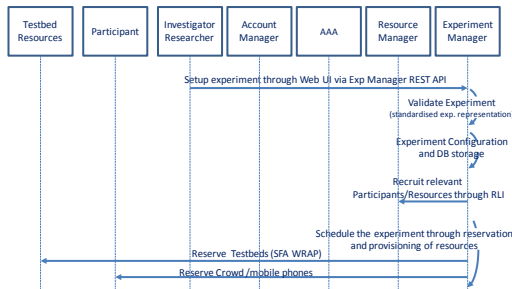 Testbed
Resources
Participant
Investigator
Researcher
Account
Manager
AAA
Resource
Manager
Experiment
Manager
Setup experiment through Web UI via Exp Manager REST API
Validate Experiment
(standardised exp. representation)
Experiment Configuration
and DB storage
Recruit relevant
Participants/Resources through RLI
Schedule the experiment through reservation
and provisioning of resources
Reserve Testbeds (SFA WRAP)
Reserve Crowd /mobile phones